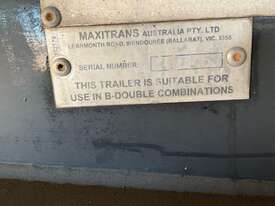 MAXITRANS AUSTRALIA PTY. LTD
LEARMONTH ROAD, WENDOUREE (BALLARAT), VIC. 3355
SERIAL NUMBER:
THIS TRAILER IS SUITABLE FOR
USE IN B-DOUBLE COMBINATIONS